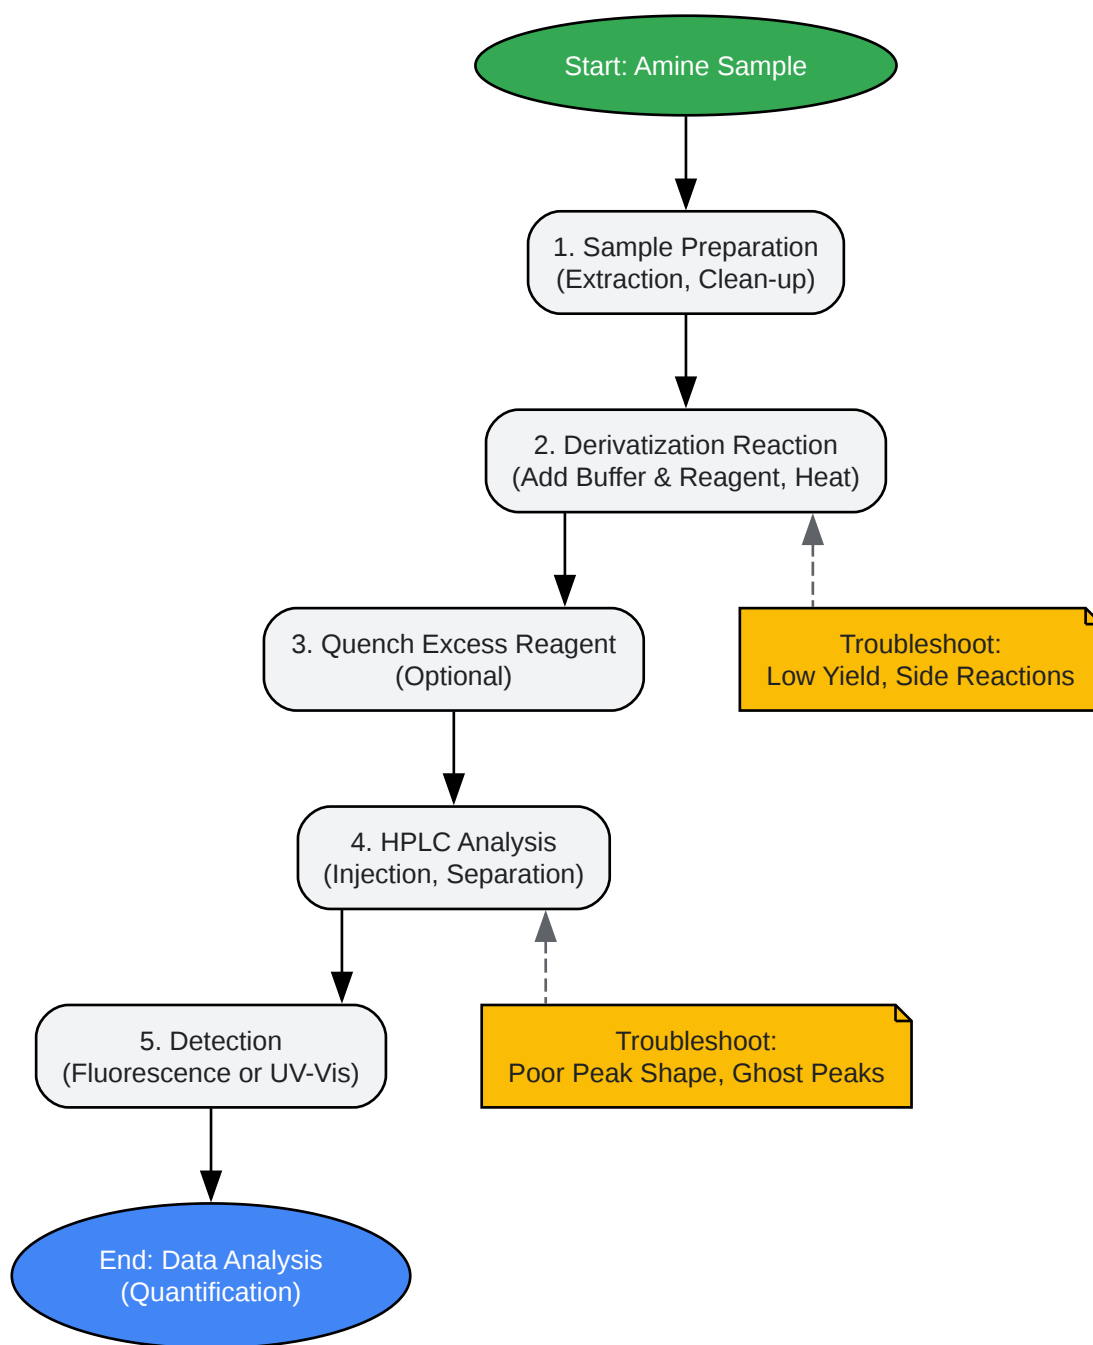 Start: Amine Sample
1. Sample Preparation
(Extraction, Clean-up)
2. Derivatization Reaction
(Add Buffer & Reagent, Heat)
3. Quench Excess Reagent
(Optional)
Troubleshoot:
Low Yield, Side Reactions
4. HPLC Analysis
(Injection, Separation)
5. Detection
(Fluorescence or UV-Vis)
Troubleshoot:
Poor Peak Shape, Ghost Peaks
End: Data Analysis
(Quantification)